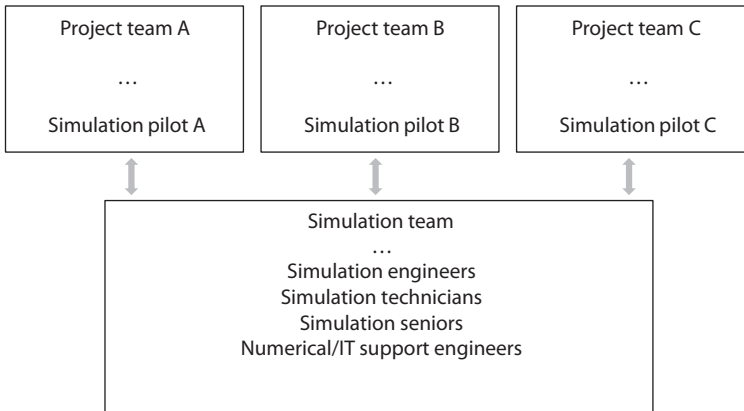 Project team A
…
Simulation pilot A
Project team B
…
Simulation pilot B
Project team C
…
Simulation pilot C
Simulation team
…
Simulation engineers
Simulation technicians
Simulation seniors
Numerical/IT support engineers